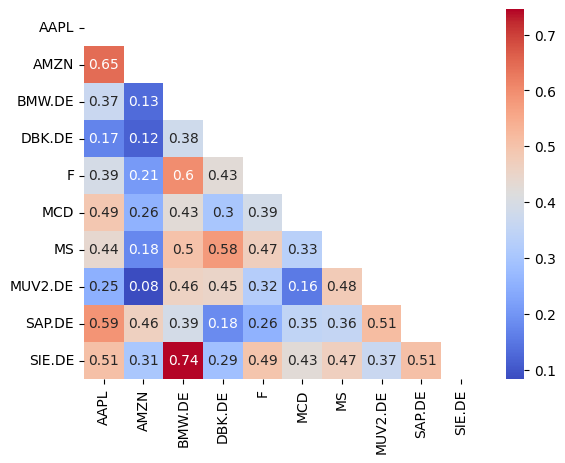 AAPL
AMZN 0.65
BMW.DE 0.37 0.13
DBK.DE 0.17 0.12 0.38
F 0.39 0.21 0.6 0.43
MCD 0.49 0.26 0.43 0.3 0.39
MS 0.44 0.18 0.5 0.58 0.47 0.33
MUV2.DE 0.25 0.08 0.46 0.45 0.32 0.16 0.48
SAP.DE 0.59 0.46 0.39 0.18 0.26 0.35 0.36 0.51
SIE.DE 0.51 0.31 0.74 0.29 0.49 0.43 0.47 0.37 0.51
AAPL AMZN BMW.DE DBK.DE F MCD MS MUV2.DE SAP.DE SIE.DE
0.7
0.6
0.5
0.4
0.3
0.2
0.1